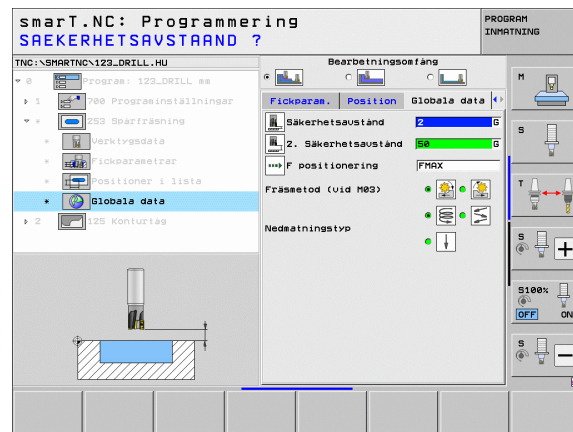 smarT.NC: Programmering
SAEKERHETSAVSTAAND ?
PROGRAM
INMATNING
TNC:\SMARTNC\123_DRILL.HU
0 Program: 123_DRILL mm
1 700 Programinställningar
* 253 Spårfräsning
* Verktygsdata
* Fickparametrar
* Positioner i lista
* Globala data
2 125 Konturtag
Bearbetningsomfång
Fickparam. Position Globala data
Säkerhetsavstånd 2 G
2. Säkerhetsavstånd 50 G
F positionering FMAX
Fräsmetod (vid M03)
Nedmatningstyp
M
S
T
S
S100%
OFF ON
S